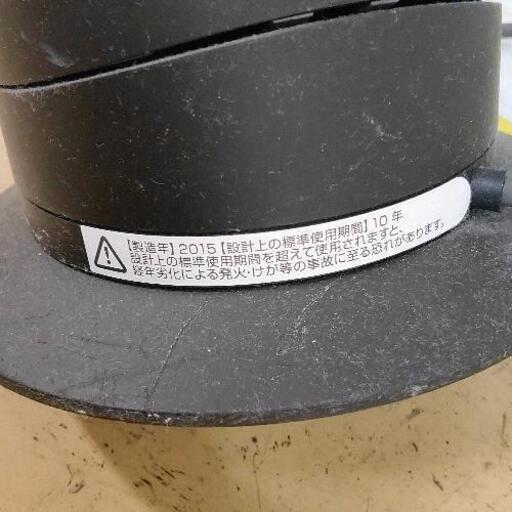 【製造年】2015【設計上の標準使用期間】10年
設計上の標準使用期間を超えて使用されますと、
経年劣化による発火・けが等の事故に至る恐れがあります。